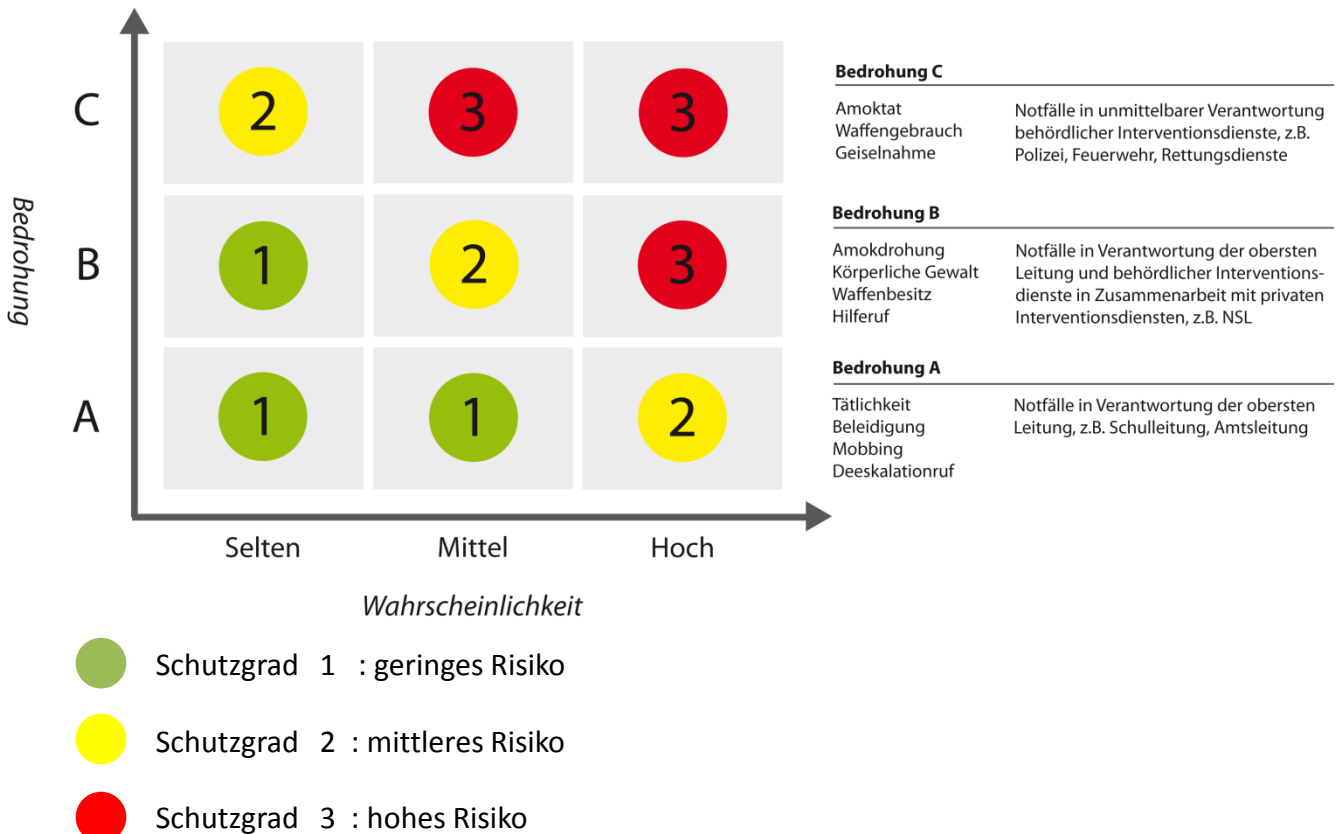 Bedrohung
C
2
3
3
B
1
2
3
A
1
1
2
Selten Mittel Hoch
Wahrscheinlichkeit
Bedrohung C
Amoktat
Waffengebrauch
Geiselnahme
Notfälle in unmittelbarer Verantwortung
behördlicher Interventionsdienste, z.B.
Polizei, Feuerwehr, Rettungsdienste
Bedrohung B
Amokdrohung
Körperliche Gewalt
Waffenbesitz
Hilferuf
Notfälle in Verantwortung der obersten
Leitung und behördlicher Interventions-
dienste in Zusammenarbeit mit privaten
Interventionsdiensten, z.B. NSL
Bedrohung A
Tätlichkeit
Beleidigung
Mobbing
Deeskalationruf
Notfälle in Verantwortung der obersten
Leitung, z.B. Schulleitung, Amtsleitung
Schutzgrad 1 : geringes Risiko
Schutzgrad 2 : mittleres Risiko
Schutzgrad 3 : hohes Risiko